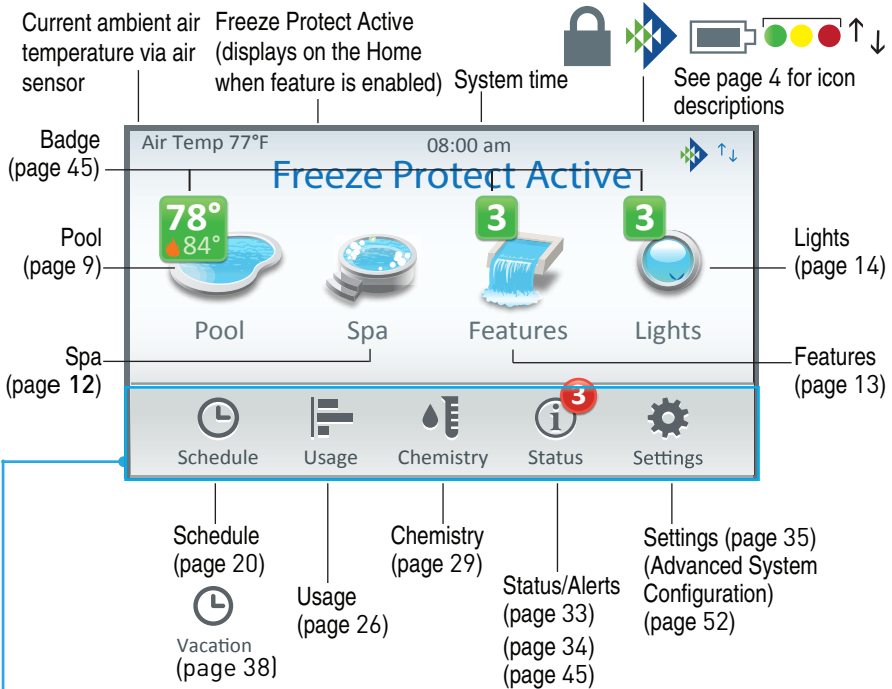 Current ambient air
temperature via air
sensor
Freeze Protect Active
(displays on the Home
when feature is enabled)
System time
↑↓
See page 4 for icon
descriptions
Badge
(page 45)
Air Temp 77°F
08:00 am
↑↓
Freeze Protect Active
78°
84°
3
3
Pool
(page 9)
Lights
(page 14)
Pool
Spa
Features
Lights
Spa
(page 12)
Features
(page 13)
3
Schedule
Usage
Chemistry
Status
Settings
Schedule
(page 20)
Vacation
(page 38)
Usage
(page 26)
Chemistry
(page 29)
Status/Alerts
(page 33)
(page 34)
(page 45)
Settings (page 35)
(Advanced System
Configuration)
(page 52)